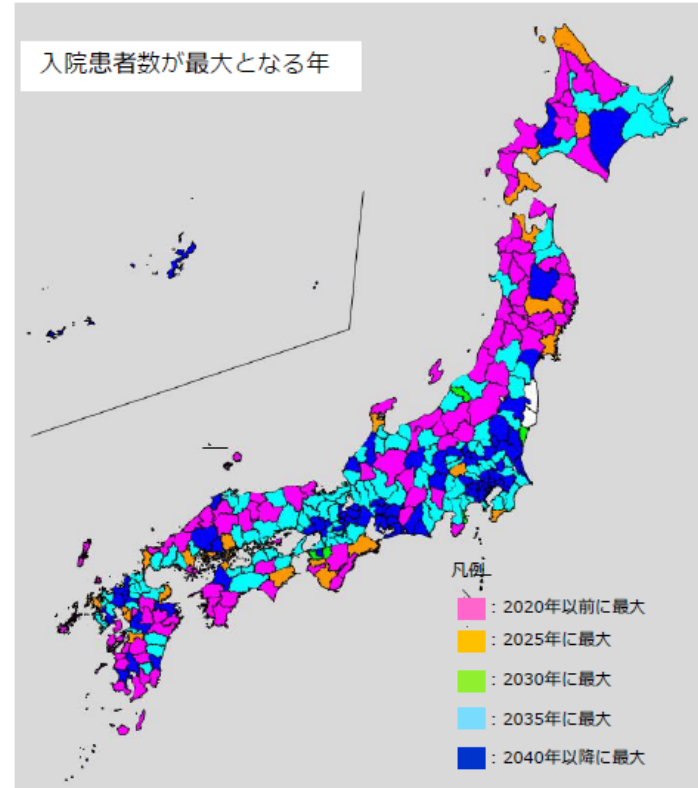 入院患者数が最大となる年
凡例
：2020年以前に最大
：2025年に最大
：2030年に最大
：2035年に最大
：2040年以降に最大